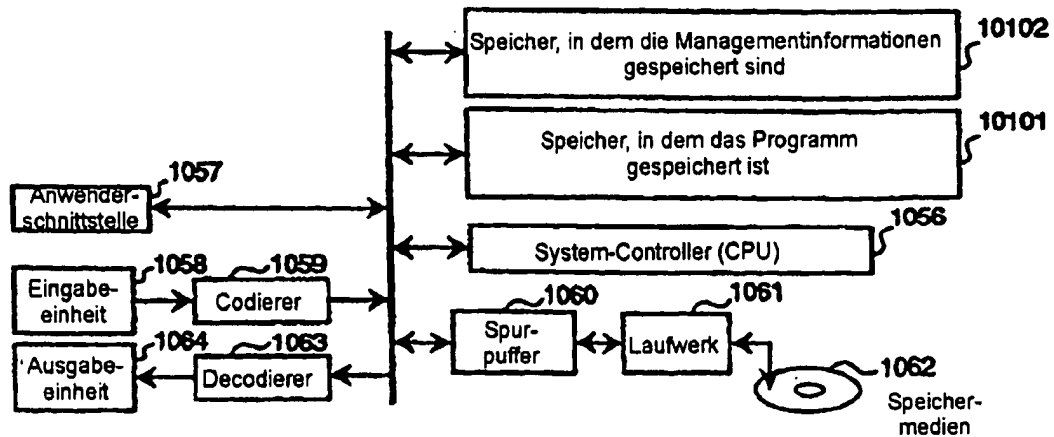 10102
Speicher, in dem die Managementinformationen
gespeichert sind
10101
Speicher, in dem das Programm
gespeichert ist
1057
Anwender-
schnittstelle
1056
System-Controller (CPU)
1058
Eingabe-
einheit
1059
Codierer
1060
Spur-
puffer
1061
Laufwerk
1064
Ausgabe-
einheit
1063
Decodierer
1062
Speicher-
medien